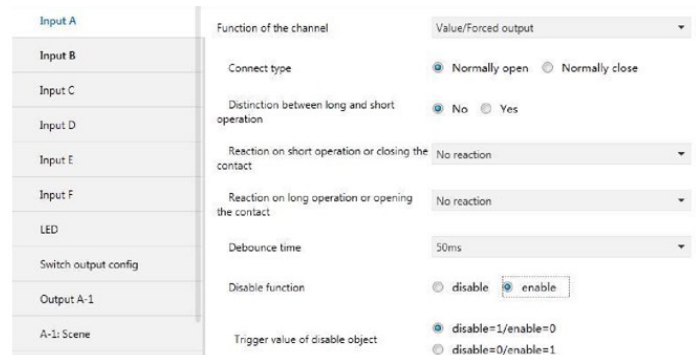 Input A
Input B
Input C
Input D
Input E
Input F
LED
Switch output config
Output A-1
A-1: Scene
Function of the channel
Value/Forced output
Connect type
Normally open
Normally close
Distinction between long and short
operation
No
Yes
Reaction on short operation or closing the
contact
No reaction
Reaction on long operation or opening
the contact
No reaction
Debounce time
50ms
Disable function
disable
enable
Trigger value of disable object
disable=1/enable=0
disable=0/enable=1